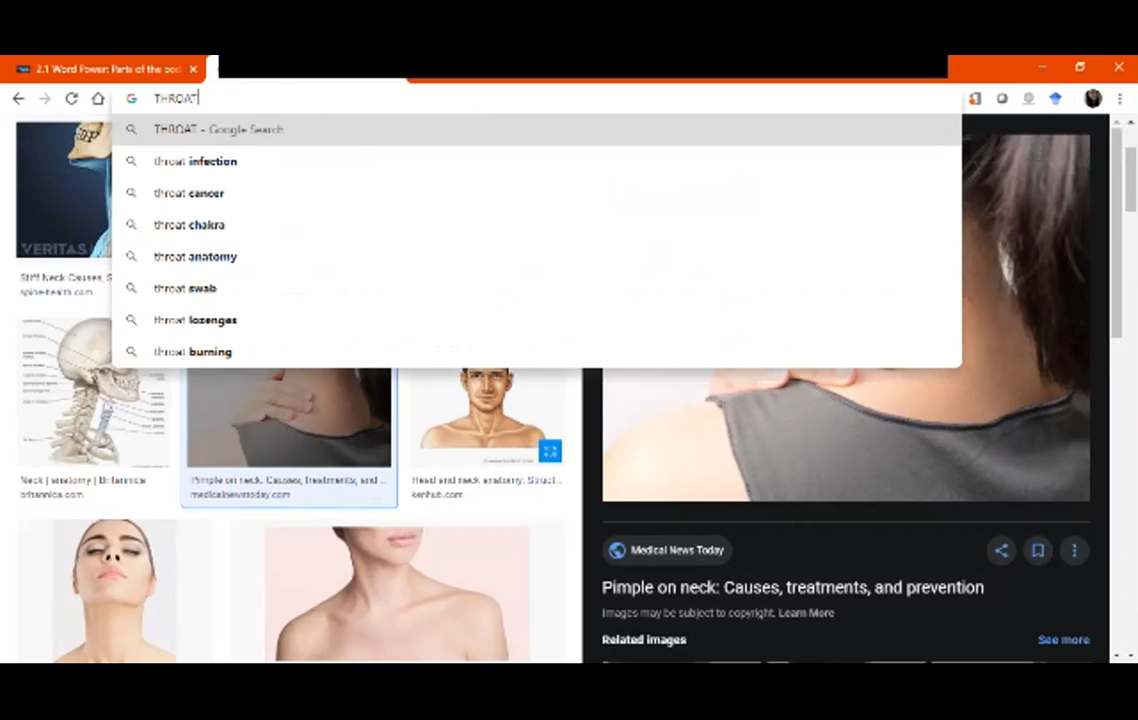 2.1 Word Power: Parts of the bod
THROAT
THROAT - Google Search
throat infection
throat cancer
throat chakra
throat anatomy
throat swab
throat lozenges
throat burning
VERITAS
Stiff Neck Causes, S
spine-health.com
Neck | anatomy | Britannica
britannica.com
Pimple on neck: Causes, treatments, and ...
medicalnewstoday.com
Head and neck anatomy: Struct...
kenhub.com
Medical News Today
Pimple on neck: Causes, treatments, and prevention
Images may be subject to copyright. Learn More
Related images
See more